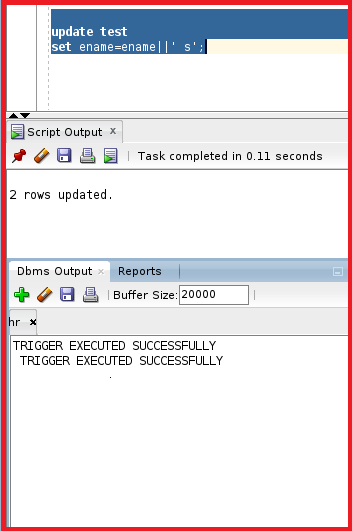 update test
set ename=ename||' s';
Script Output x
Task completed in 0.11 seconds
2 rows updated.
Dbms Output x Reports
Buffer Size: 20000
hr x
TRIGGER EXECUTED SUCCESSFULLY
TRIGGER EXECUTED SUCCESSFULLY